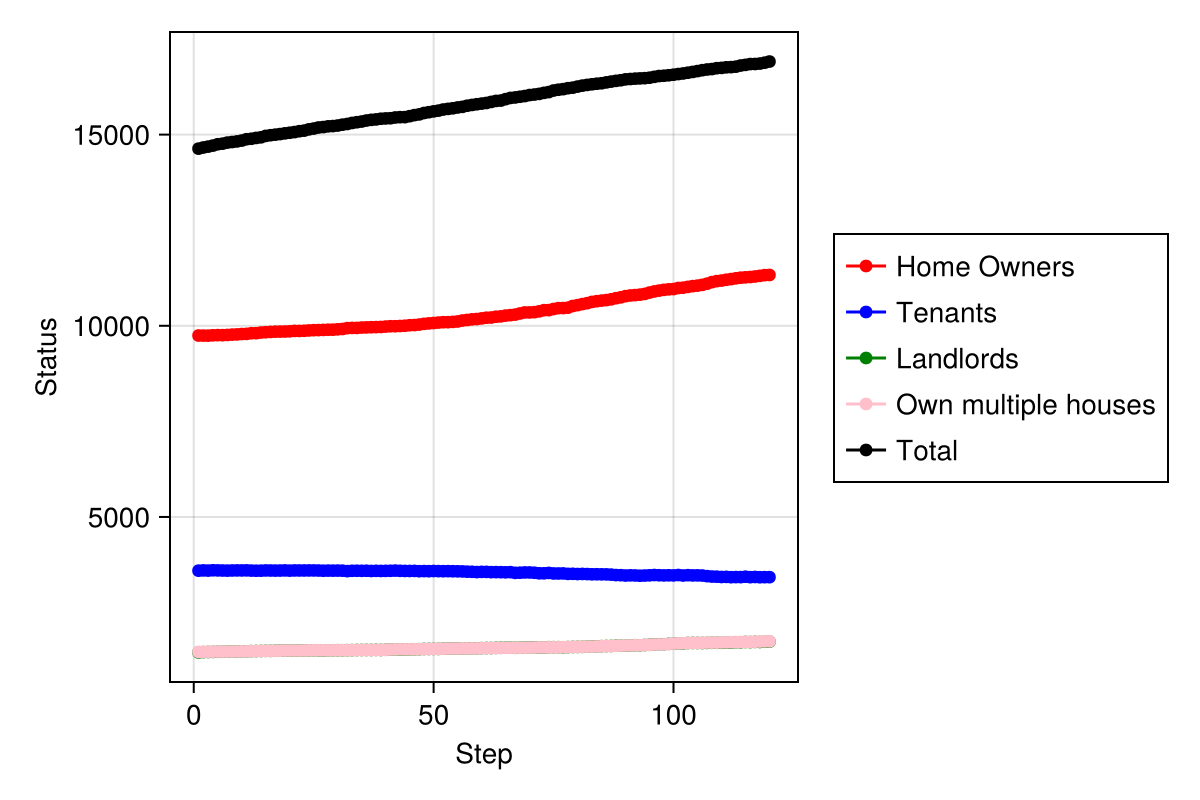 15000
10000
5000
Status
0
50
100
Step
Home Owners
Tenants
Landlords
Own multiple houses
Total